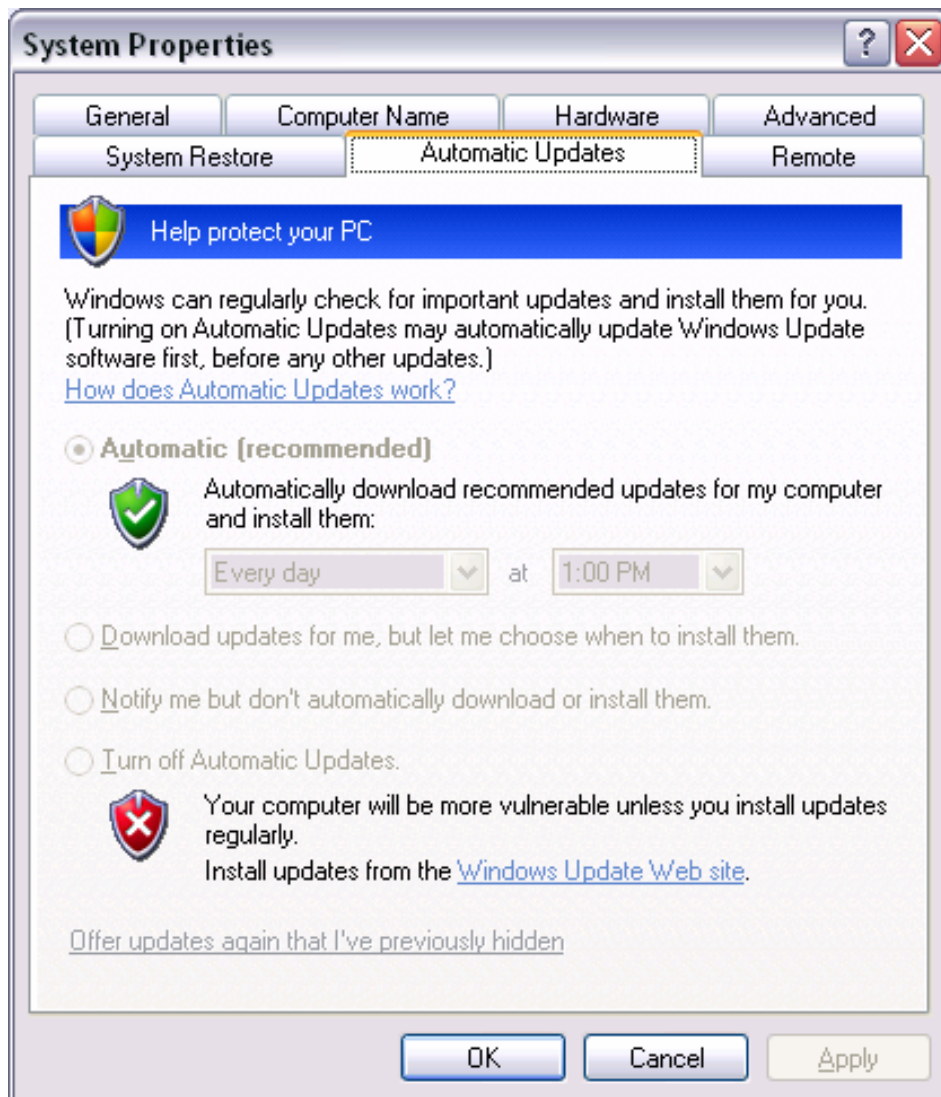 System Properties
General
Computer Name
Hardware
Advanced
System Restore
Automatic Updates
Remote
Help protect your PC
Windows can regularly check for important updates and install them for you.
(Turning on Automatic Updates may automatically update Windows Update
software first, before any other updates.)
How does Automatic Updates work?
Automatic (recommended)
Automatically download recommended updates for my computer
and install them:
Every day at 1:00 PM
Download updates for me, but let me choose when to install them.
Notify me but don't automatically download or install them.
Turn off Automatic Updates.
Your computer will be more vulnerable unless you install updates
regularly.
Install updates from the Windows Update Web site.
Offer updates again that I've previously hidden
OK
Cancel
Apply